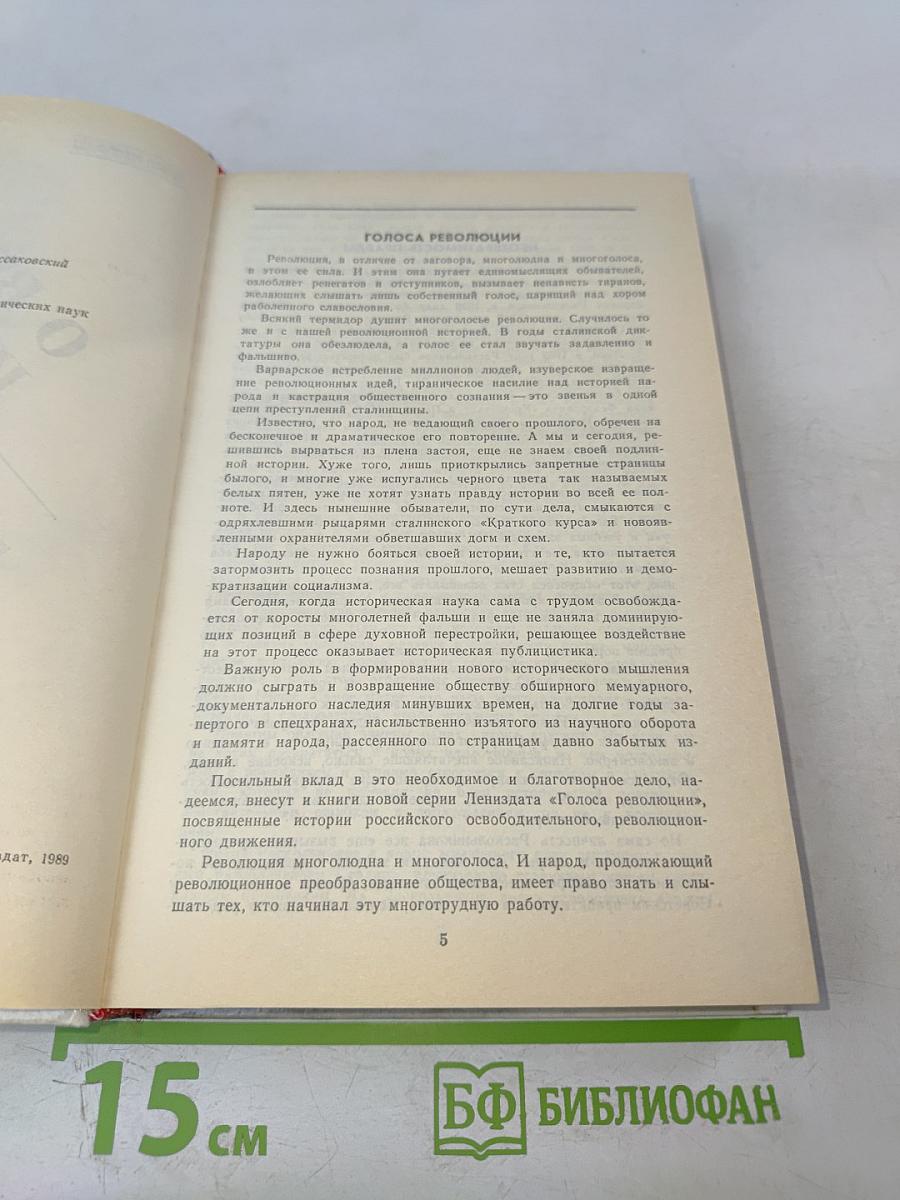 ссаковский
ических наук
здат, 1989
ГОЛОСА РЕВОЛЮЦИИ
Революция, в отличие от заговора, многолюдна и многоголоса,
в этом ее сила. И этим она пугает единомыслящих обывателей,
озлобляет ренегатов и отступников, вызывает ненависть тиранов,
желающих слышать лишь собственный голос, царящий над хором
раболепного славословия.
Всякий термидор душит многоголосье революции. Случилось то
же и с нашей революционной историей. В годы сталинской дик-
татуры она обезлюдела, а голос ее стал звучать задавленно и
фальшиво.
Варварское истребление миллионов людей, изуверское извраще-
ние революционных идей, тираническое насилие над историей на-
рода и кастрация общественного сознания — это звенья в одной
цепи преступлений сталинщины.
Известно, что народ, не ведающий своего прошлого, обречен на
бесконечное и драматическое его повторение. А мы и сегодня, ре-
шившись вырваться из плена застоя, еще не знаем своей подлин-
ной истории. Хуже того, лишь приоткрылись запретные страницы
былого, и многие уже испугались черного цвета так называемых
белых пятен, уже не хотят узнать правду истории во всей ее пол-
ноте. И здесь нынешние обыватели, по сути дела, смыкаются с
одряхлевшими рыцарями сталинского «Краткого курса» и новояв-
ленными охранителями обветшавших догм и схем.
Народу не нужно бояться своей истории, и те, кто пытается
затормозить процесс познания прошлого, мешает развитию и демо-
кратизации социализма.
Сегодня, когда историческая наука сама с трудом освобожда-
ется от коросты многолетней фальши и еще не заняла доминирую-
щих позиций в сфере духовной перестройки, решающее воздействие
на этот процесс оказывает историческая публицистика.
Важную роль в формировании нового исторического мышления
должно сыграть и возвращение обществу обширного мемуарного,
документального наследия минувших времен, на долгие годы за-
пертого в спецхранах, насильственно изъятого из научного оборота
и памяти народа, рассеянного по страницам давно забытых из-
даний.
Посильный вклад в это необходимое и благотворное дело, на-
деемся, внесут и книги новой серии Лениздата «Голоса революции»,
посвященные истории российского освободительного, революцион-
ного движения.
Революция многолюдна и многоголоса. И народ, продолжающий
революционное преобразование общества, имеет право знать и слы-
шать тех, кто начинал эту многотрудную работу.
5
15 см
БФ БИБЛИОФАН